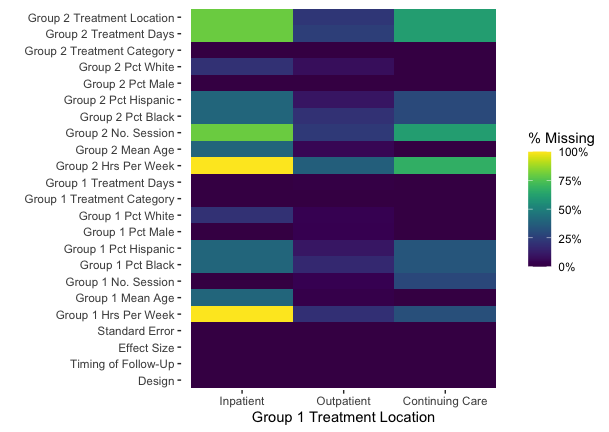 Group 2 Treatment Location
Group 2 Treatment Days
Group 2 Treatment Category
Group 2 Pct White
Group 2 Pct Male
Group 2 Pct Hispanic
Group 2 Pct Black
Group 2 No. Session
Group 2 Mean Age
Group 2 Hrs Per Week
Group 1 Treatment Days
Group 1 Treatment Category
Group 1 Pct White
Group 1 Pct Male
Group 1 Pct Hispanic
Group 1 Pct Black
Group 1 No. Session
Group 1 Mean Age
Group 1 Hrs Per Week
Standard Error
Effect Size
Timing of Follow-Up
Design
Inpatient Outpatient Continuing Care
Group 1 Treatment Location
% Missing
100%
75%
50%
25%
0%